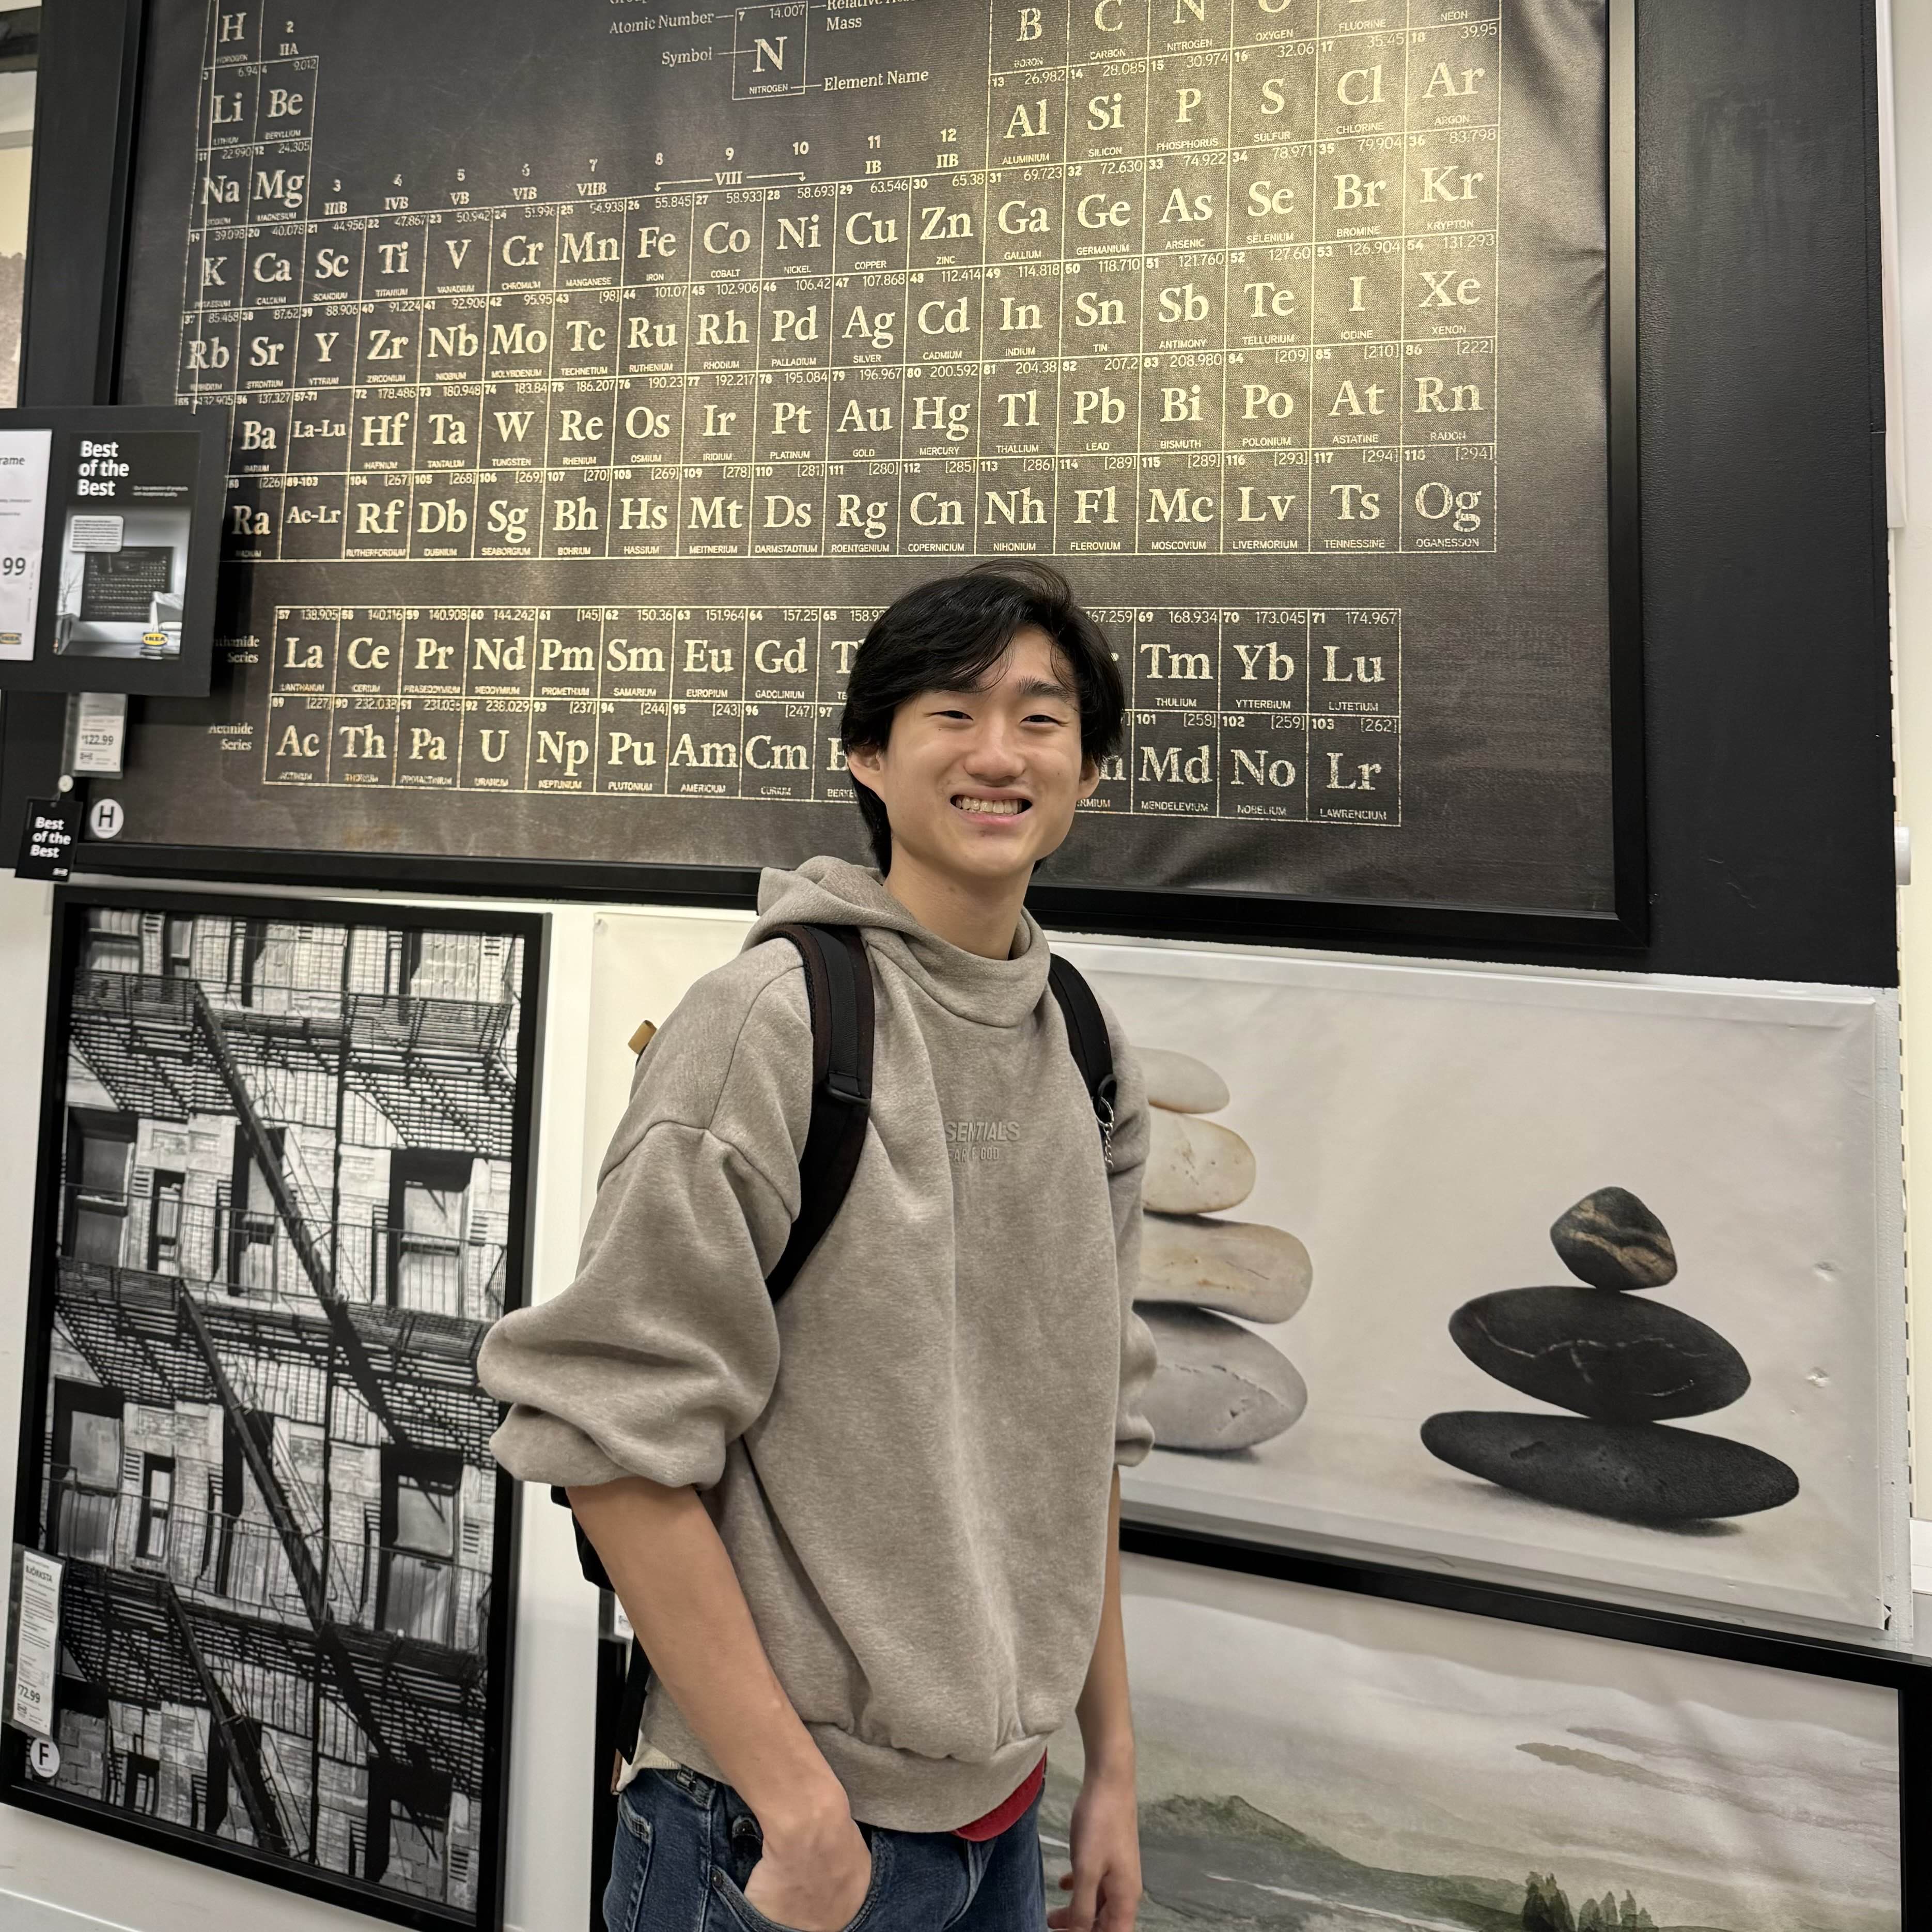 Atomic Number
7 14.007
Relative
Mass
Symbol
N
NITROGEN
Element Name
H
2
IIA
B C N O
BORON CARBON NITROGEN OXYGEN FLUORINE NEON
3 6.94 4 9.012
Li Be
LITHIUM BERYLLIUM
13 26.982 14 28.085 15 30.974 16 32.06 17 35.45 18 39.95
Al Si P S Cl Ar
ALUMINIUM SILICON PHOSPHORUS SULFUR CHLORINE ARGON
11 22.990 12 24.305
Na Mg
MAGNESIUM
3 4 5 6 7 8 9 10 11 12
IIIB IVB VB VIB VIIB VIII IB IIB
19 39.098 20 40.078 21 44.956 22 47.867 23 50.942 24 51.996 25 54.938 26 55.845 27 58.933 28 58.693 29 63.546 30 65.38 31 69.723 32 72.630 33 74.922 34 78.971 35 79.904 36 83.798
K Ca Sc Ti V Cr Mn Fe Co Ni Cu Zn Ga Ge As Se Br Kr
CALCIUM SCANDIUM TITANIUM VANADIUM CHROMIUM MANGANESE IRON COBALT NICKEL COPPER ZINC GALLIUM GERMANIUM ARSENIC SELENIUM BROMINE KRYPTON
37 85.468 38 87.62 39 88.906 40 91.224 41 92.906 42 95.95 43 [98] 44 101.07 45 102.906 46 106.42 47 107.868 48 112.414 49 114.818 50 118.710 51 121.760 52 127.60 53 126.904 54 131.293
Rb Sr Y Zr Nb Mo Tc Ru Rh Pd Ag Cd In Sn Sb Te I Xe
STRONTIUM YTTRIUM ZIRCONIUM NIOBIUM MOLYBDENUM TECHNETIUM RUTHENIUM RHODIUM PALLADIUM SILVER CADMIUM INDIUM TIN ANTIMONY TELLURIUM IODINE XENON
55 132.905 56 137.327 57-71 72 178.486 73 180.948 74 183.84 75 186.207 76 190.23 77 192.217 78 195.084 79 196.967 80 200.592 81 204.38 82 207.2 83 208.980 84 [209] 85 [210] 86 [222]
Ba La-Lu Hf Ta W Re Os Ir Pt Au Hg Tl Pb Bi Po At Rn
BARIUM HAFNIUM TANTALUM TUNGSTEN RHENIUM OSMIUM IRIDIUM PLATINUM GOLD MERCURY THALLIUM LEAD BISMUTH POLONIUM ASTATINE RADON
88 [226] 89-103 104 [267] 105 [268] 106 [269] 107 [270] 108 [269] 109 [278] 110 [281] 111 [280] 112 [285] 113 [286] 114 [289] 115 [289] 116 [293] 117 [294] 118 [294]
Ra Ac-Lr Rf Db Sg Bh Hs Mt Ds Rg Cn Nh Fl Mc Lv Ts Og
RADIUM RUTHERFORDIUM DUBNIUM SEABORGIUM BOHRIUM HASSIUM MEITNERIUM DARMSTADTIUM ROENTGENIUM COPERNICIUM NIHONIUM FLEROVIUM MOSCOVIUM LIVERMORIUM TENNESSINE OGANESSON
57 138.905 58 140.116 59 140.908 60 144.242 61 [145] 62 150.36 63 151.964 64 157.25 65 158.9 167.259 69 168.934 70 173.045 71 174.967
Series La Ce Pr Nd Pm Sm Eu Gd T Tm Yb Lu
LANTHANUM CERIUM PRASEODYMIUM NEODYMIUM PROMETHIUM SAMARIUM EUROPIUM GADOLINIUM THULIUM YTTERBIUM LUTETIUM
89 [227] 90 232.038 91 231.036 92 238.029 93 [237] 94 [244] 95 [243] 96 [247] 97 101 [258] 102 [259] 103 [262]
Actinide
Series Ac Th Pa U Np Pu Am Cm B Md No Lr
ACTINIUM THORIUM PROTACTINIUM URANIUM NEPTUNIUM PLUTONIUM AMERICIUM CURIUM BERKE RMIUM MENDELEVIUM NOBELIUM LAWRENCIUM
rame
99
IKEA
Best
of the
Best
IKEA
122.99
H
Best
of the
Best
SENTIALS
FEAR OF GOD
BJÖRKSTA
72.99
F